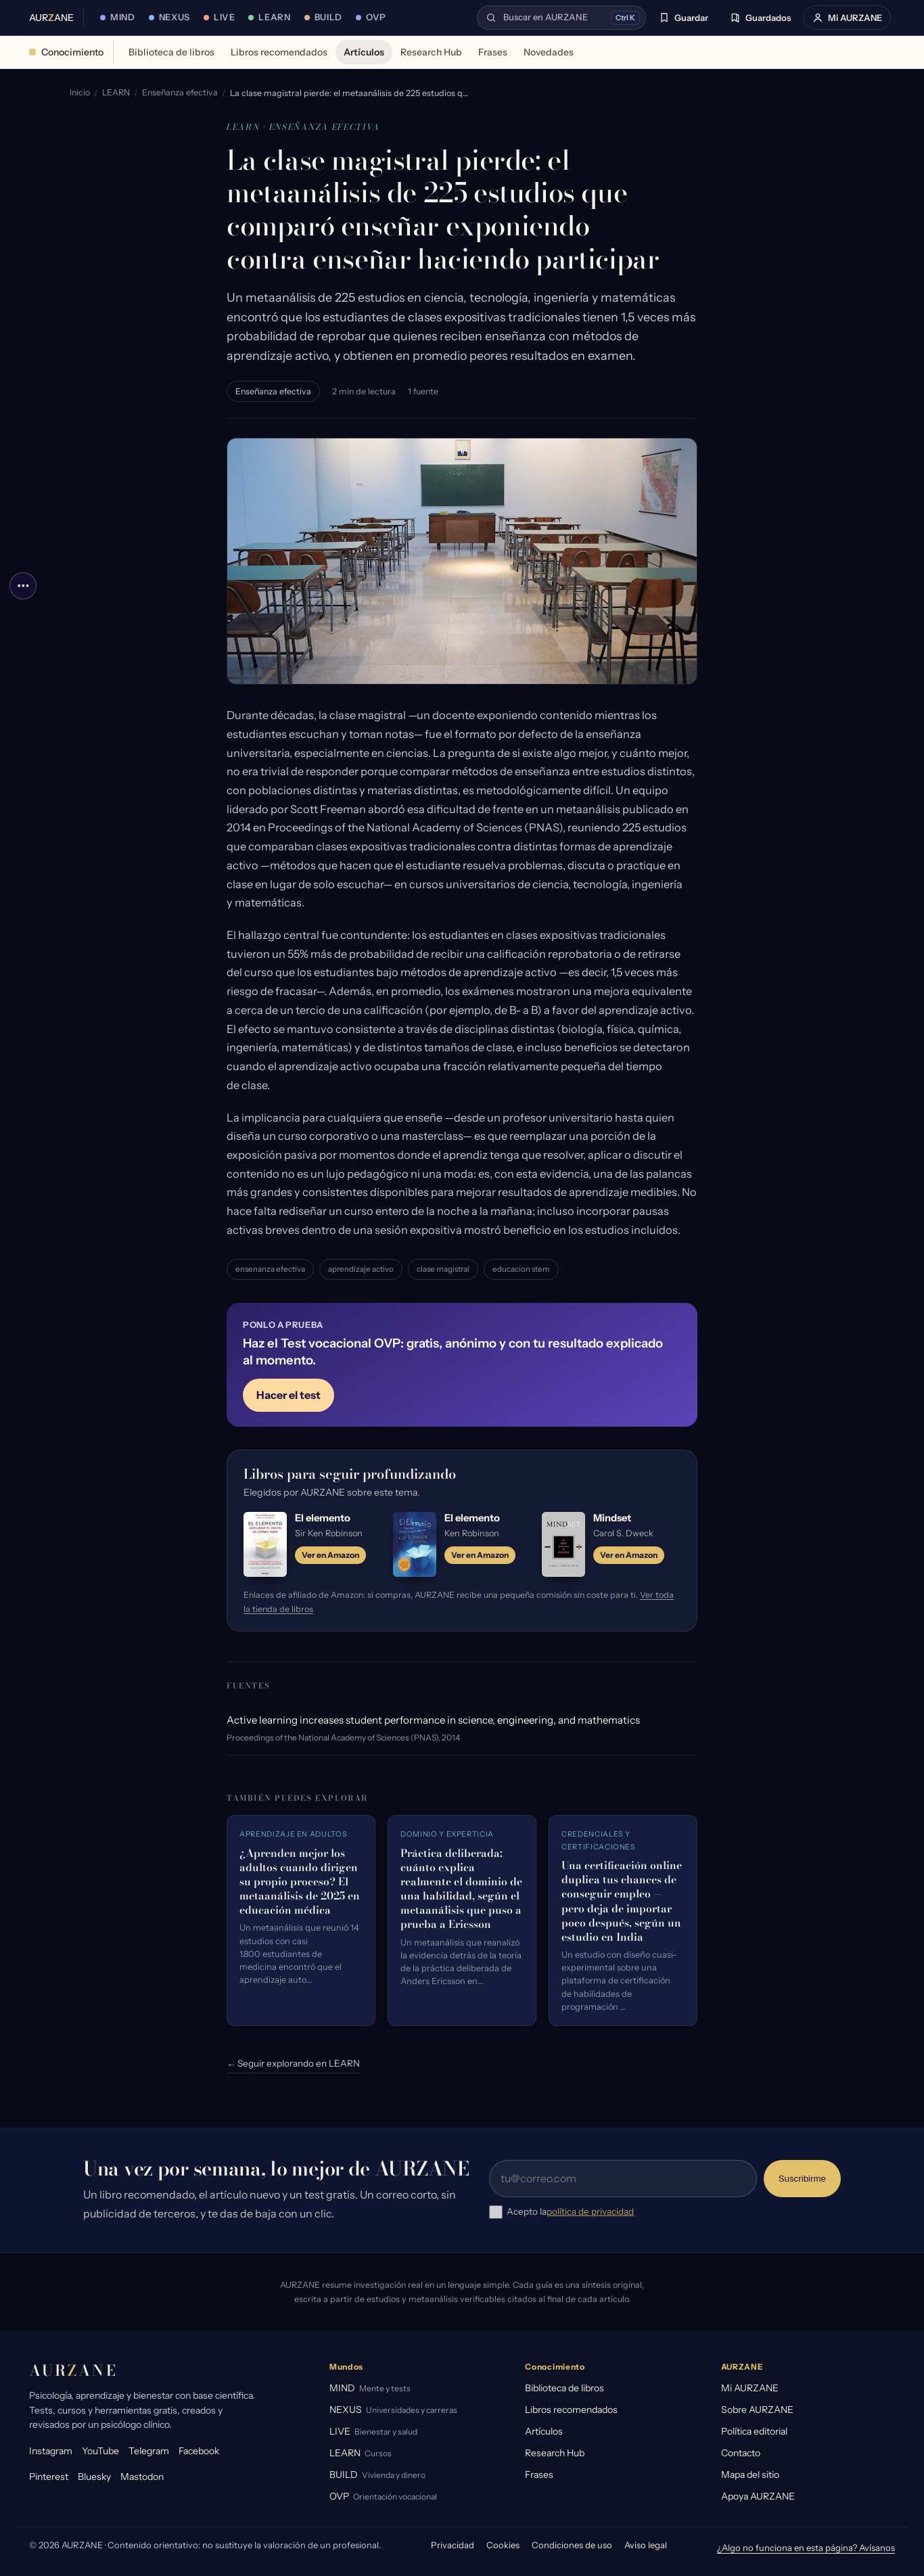 AURZANE
MIND
NEXUS
LIVE
LEARN
BUILD
OVP
Buscar en AURZANE
Ctrl K
Guardar
Guardados
Mi AURZANE
Conocimiento
Biblioteca de libros
Libros recomendados
Artículos
Research Hub
Frases
Novedades
Inicio / LEARN / Enseñanza efectiva / La clase magistral pierde: el metaanálisis de 225 estudios q…
LEARN · ENSEÑANZA EFECTIVA
La clase magistral pierde: el
metaanálisis de 225 estudios que
comparó enseñar exponiendo
contra enseñar haciendo participar
Un metaanálisis de 225 estudios en ciencia, tecnología, ingeniería y matemáticas
encontró que los estudiantes de clases expositivas tradicionales tienen 1,5 veces más
probabilidad de reprobar que quienes reciben enseñanza con métodos de
aprendizaje activo, y obtienen en promedio peores resultados en examen.
Enseñanza efectiva
2 min de lectura
1 fuente
Durante décadas, la clase magistral —un docente exponiendo contenido mientras los
estudiantes escuchan y toman notas— fue el formato por defecto de la enseñanza
universitaria, especialmente en ciencias. La pregunta de si existe algo mejor, y cuánto mejor,
no era trivial de responder porque comparar métodos de enseñanza entre estudios distintos,
con poblaciones distintas y materias distintas, es metodológicamente difícil. Un equipo
liderado por Scott Freeman abordó esa dificultad de frente en un metaanálisis publicado en
2014 en Proceedings of the National Academy of Sciences (PNAS), reuniendo 225 estudios
que comparaban clases expositivas tradicionales contra distintas formas de aprendizaje
activo —métodos que hacen que el estudiante resuelva problemas, discuta o practique en
clase en lugar de solo escuchar— en cursos universitarios de ciencia, tecnología, ingeniería
y matemáticas.
El hallazgo central fue contundente: los estudiantes en clases expositivas tradicionales
tuvieron un 55% más de probabilidad de recibir una calificación reprobatoria o de retirarse
del curso que los estudiantes bajo métodos de aprendizaje activo —es decir, 1,5 veces más
riesgo de fracasar—. Además, en promedio, los exámenes mostraron una mejora equivalente
a cerca de un tercio de una calificación (por ejemplo, de B- a B) a favor del aprendizaje activo.
El efecto se mantuvo consistente a través de disciplinas distintas (biología, física, química,
ingeniería, matemáticas) y de distintos tamaños de clase, e incluso beneficios se detectaron
cuando el aprendizaje activo ocupaba una fracción relativamente pequeña del tiempo
de clase.
La implicancia para cualquiera que enseñe —desde un profesor universitario hasta quien
diseña un curso corporativo o una masterclass— es que reemplazar una porción de la
exposición pasiva por momentos donde el aprendiz tenga que resolver, aplicar o discutir el
contenido no es un lujo pedagógico ni una moda: es, con esta evidencia, una de las palancas
más grandes y consistentes disponibles para mejorar resultados de aprendizaje medibles. No
hace falta rediseñar un curso entero de la noche a la mañana; incluso incorporar pausas
activas breves dentro de una sesión expositiva mostró beneficio en los estudios incluidos.
ensenanza efectiva
aprendizaje activo
clase magistral
educacion stem
PONLO A PRUEBA
Haz el Test vocacional OVP: gratis, anónimo y con tu resultado explicado
al momento.
Hacer el test
Libros para seguir profundizando
Elegidos por AURZANE sobre este tema.
EL ELEMENTO
El elemento
Sir Ken Robinson
Ver en Amazon
El Elemento
El elemento
Ken Robinson
Ver en Amazon
Mindset
Carol S. Dweck
Ver en Amazon
Enlaces de afiliado de Amazon: si compras, AURZANE recibe una pequeña comisión sin coste para ti. Ver toda
la tienda de libros
FUENTES
Active learning increases student performance in science, engineering, and mathematics
Proceedings of the National Academy of Sciences (PNAS), 2014
TAMBIÉN PUEDES EXPLORAR
APRENDIZAJE EN ADULTOS
¿Aprenden mejor los
adultos cuando dirigen
su propio proceso? El
metaanálisis de 2025 en
educación médica
Un metaanálisis que reunió 14
estudios con casi
1.800 estudiantes de
medicina encontró que el
aprendizaje auto…
DOMINIO Y EXPERTICIA
Práctica deliberada:
cuánto explica
realmente el dominio de
una habilidad, según el
metaanálisis que puso a
prueba a Ericsson
Un metaanálisis que reanalizó
la evidencia detrás de la teoría
de la práctica deliberada de
Anders Ericsson en…
CREDENCIALES Y
CERTIFICACIONES
Una certificación online
duplica tus chances de
conseguir empleo —
pero deja de importar
poco después, según un
estudio en India
Un estudio con diseño cuasi-
experimental sobre una
plataforma de certificación
de habilidades de
programación …
← Seguir explorando en LEARN
Una vez por semana, lo mejor de AURZANE
Un libro recomendado, el artículo nuevo y un test gratis. Un correo corto, sin
publicidad de terceros, y te das de baja con un clic.
tu@correo.com
Suscribirme
Acepto lapolítica de privacidad
AURZANE resume investigación real en un lenguaje simple. Cada guía es una síntesis original,
escrita a partir de estudios y metaanálisis verificables citados al final de cada artículo.
AURZANE
Psicología, aprendizaje y bienestar con base científica.
Tests, cursos y herramientas gratis, creados y
revisados por un psicólogo clínico.
Instagram YouTube Telegram Facebook
Pinterest Bluesky Mastodon
Mundos
MIND Mente y tests
NEXUS Universidades y carreras
LIVE Bienestar y salud
LEARN Cursos
BUILD Vivienda y dinero
OVP Orientación vocacional
Conocimiento
Biblioteca de libros
Libros recomendados
Artículos
Research Hub
Frases
AURZANE
Mi AURZANE
Sobre AURZANE
Política editorial
Contacto
Mapa del sitio
Apoya AURZANE
© 2026 AURZANE · Contenido orientativo: no sustituye la valoración de un profesional.
Privacidad Cookies Condiciones de uso Aviso legal
¿Algo no funciona en esta página? Avísanos